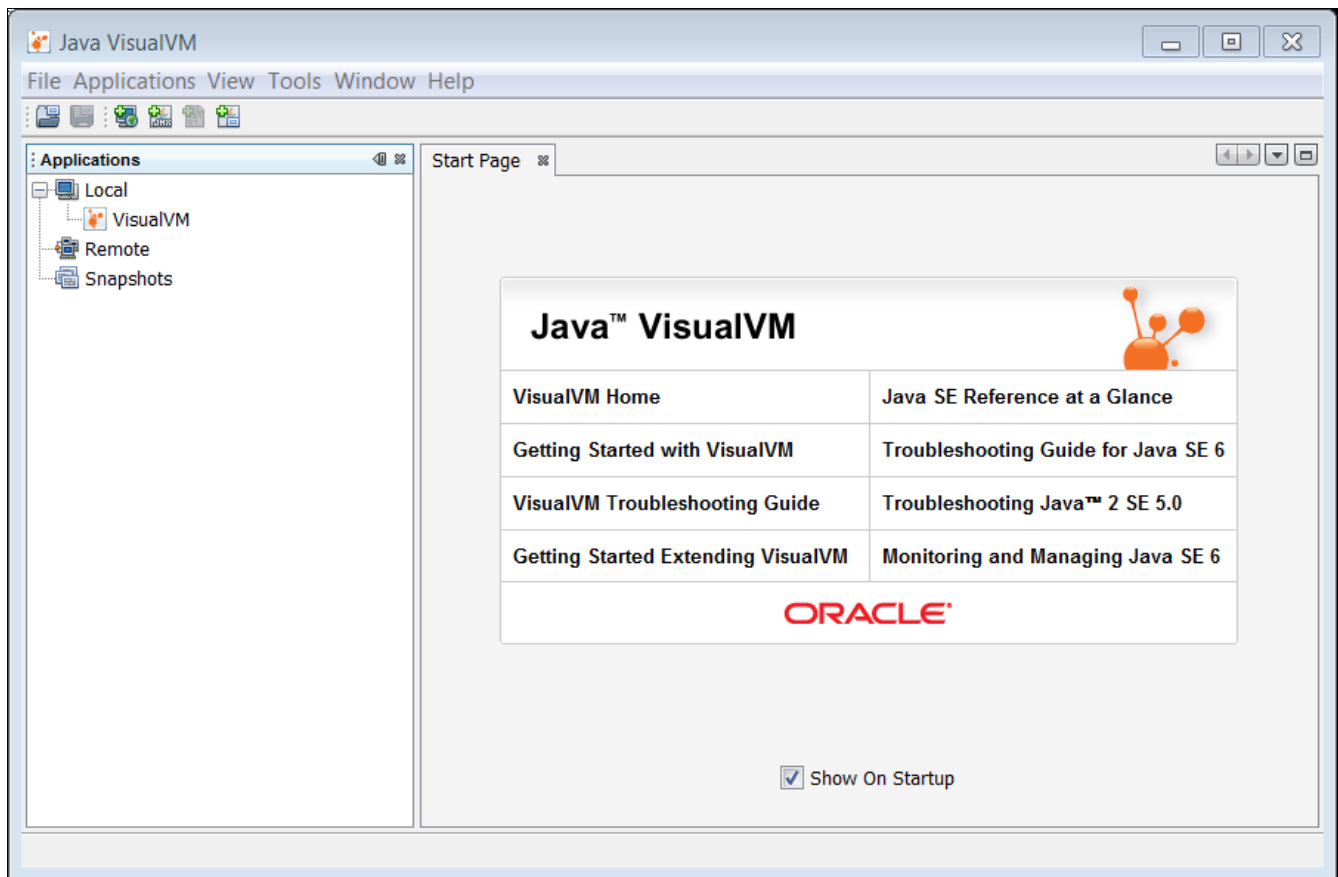 Java VisualVM
File Applications View Tools Window Help
Applications
Start Page
Local
VisualVM
Remote
Snapshots
Java™ VisualVM
VisualVM Home
Java SE Reference at a Glance
Getting Started with VisualVM
Troubleshooting Guide for Java SE 6
VisualVM Troubleshooting Guide
Troubleshooting Java™ 2 SE 5.0
Getting Started Extending VisualVM
Monitoring and Managing Java SE 6
ORACLE
Show On Startup